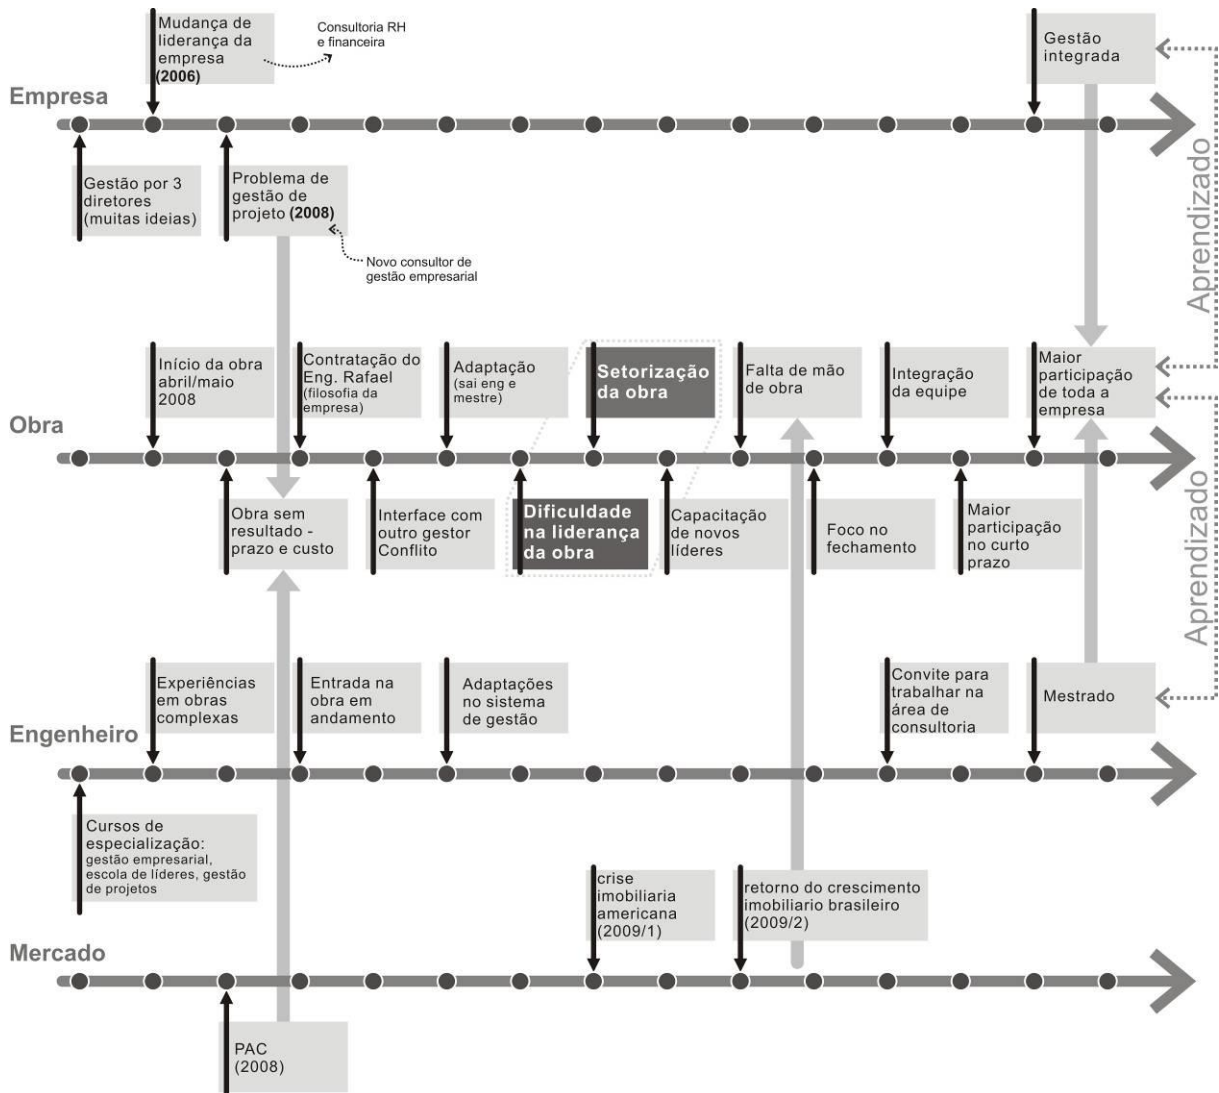 Mudança de
liderança da
empresa
(2006)
Consultoria RH
e financeira
Gestão
integrada
Empresa
Gestão por 3
diretores
(muitas ideias)
Problema de
gestão de
projeto (2008)
Novo consultor de
gestão empresarial
Aprendizado
Início da obra
abril/maio
2008
Contratação do
Eng. Rafael
(filosofia da
empresa)
Adaptação
(sai eng e
mestre)
Setorização
da obra
Falta de mão
de obra
Integração
da equipe
Maior
participação
de toda a
empresa
Obra
Obra sem
resultado -
prazo e custo
Interface com
outro gestor
Conflito
Dificuldade
na liderança
da obra
Capacitação
de novos
líderes
Foco no
fechamento
Maior
participação
no curto
prazo
Aprendizado
Experiências
em obras
complexas
Entrada na
obra em
andamento
Adaptações
no sistema
de gestão
Convite para
trabalhar na
área de
consultoria
Mestrado
Engenheiro
Cursos de
especialização:
gestão empresarial,
escola de líderes, gestão
de projetos
crise
imobiliaria
americana
(2009/1)
retorno do crescimento
imobiliario brasileiro
(2009/2)
Mercado
PAC
(2008)